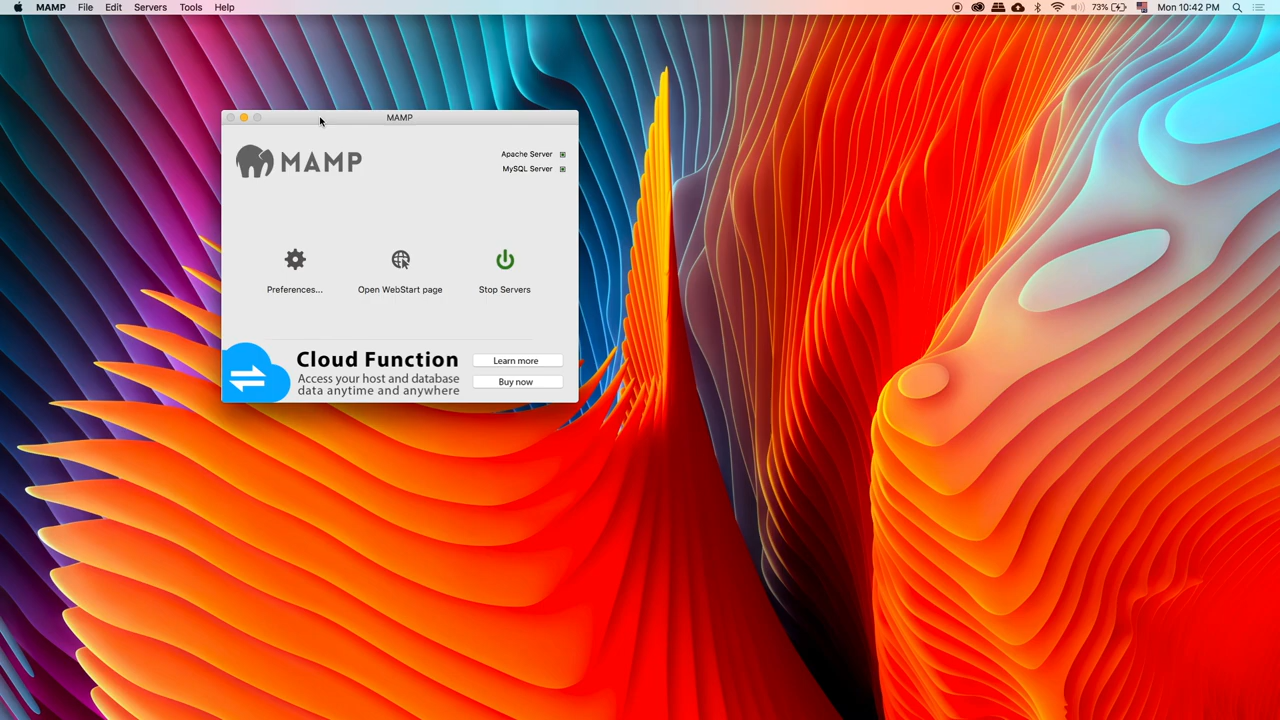 MAMP File Edit Servers Tools Help 73% Mon 10:42 PM
MAMP
MAMP
Apache Server
MySQL Server
Preferences... Open WebStart page Stop Servers
Cloud Function
Access your host and database
data anytime and anywhere
Learn more
Buy now